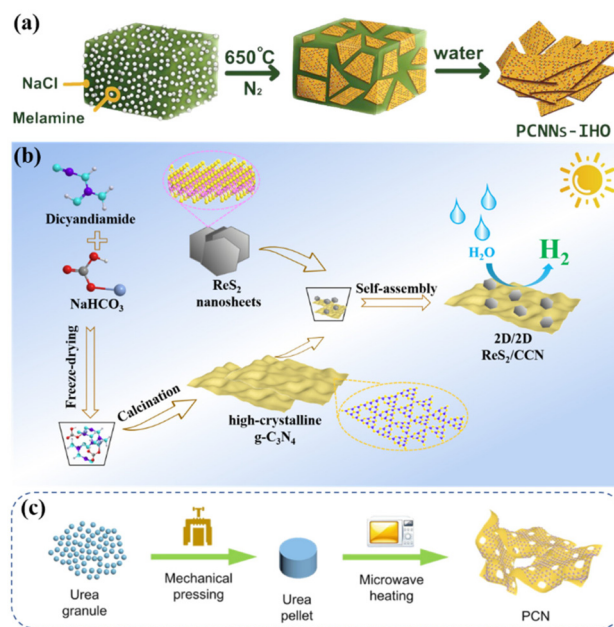 (a)
NaCl
Melamine
650°C
N₂
water
PCNNs-IHO
(b)
Dicyandiamide
NaHCO₃
Freeze-drying
Calcination
ReS₂
nanosheets
high-crystalline
g-C₃N₄
Self-assembly
H₂O
H₂
2D/2D
ReS₂/CCN
(c)
Urea
granule
Mechanical
pressing
Urea
pellet
Microwave
heating
PCN